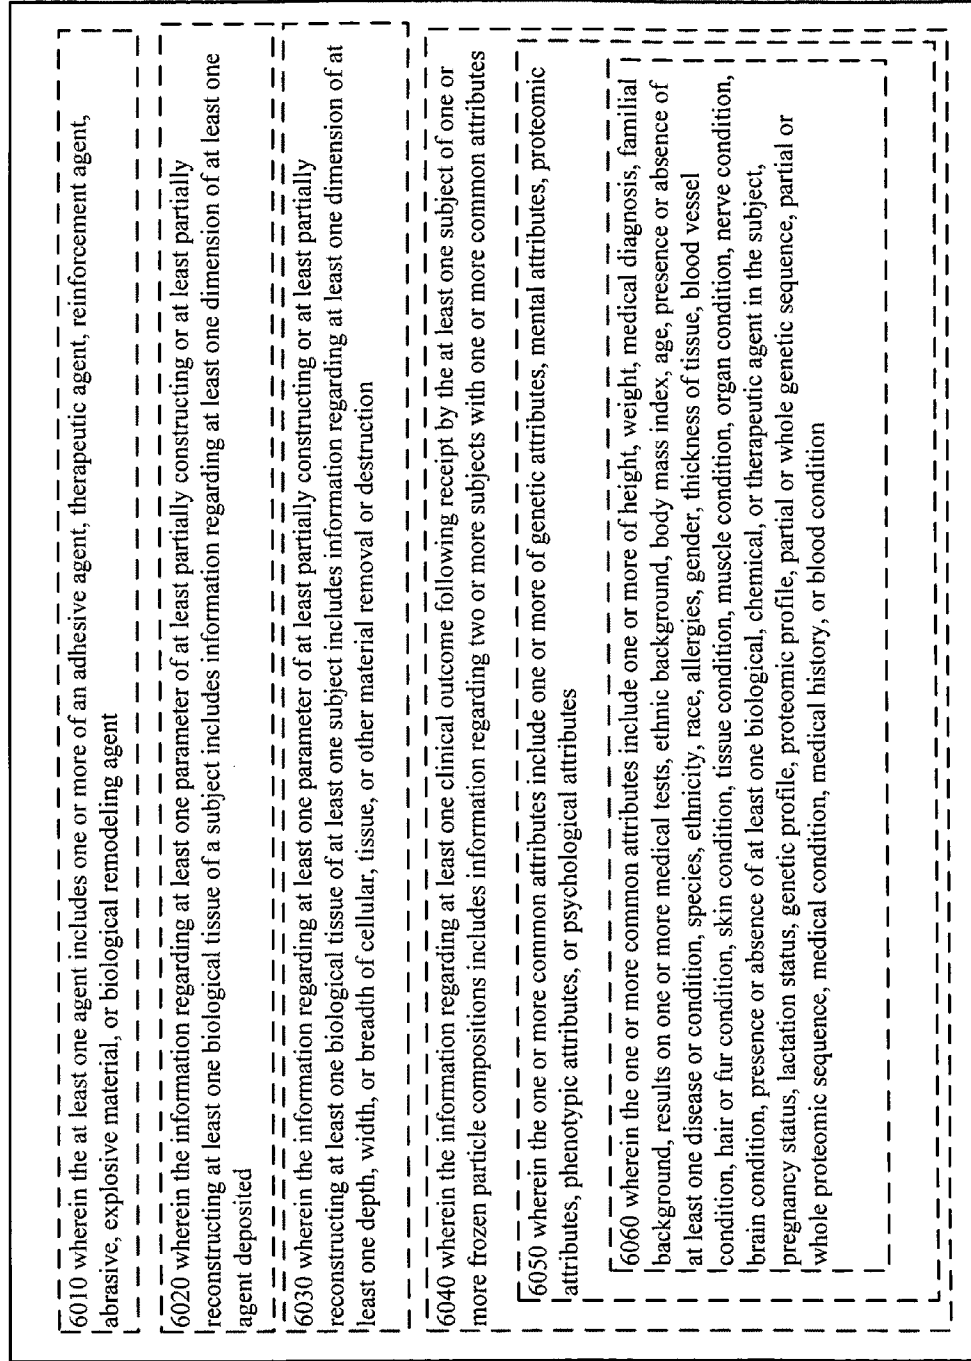 6010 wherein the at least one agent includes one or more of an adhesive agent, therapeutic agent, reinforcement agent,
abrasive, explosive material, or biological remodeling agent
6020 wherein the information regarding at least one parameter of at least partially constructing or at least partially
reconstructing at least one biological tissue of a subject includes information regarding at least one dimension of at least one
agent deposited
6030 wherein the information regarding at least one parameter of at least partially constructing or at least partially
reconstructing at least one biological tissue of at least one subject includes information regarding at least one dimension of at
least one depth, width, or breadth of cellular, tissue, or other material removal or destruction
6040 wherein the information regarding at least one clinical outcome following receipt by the at least one subject of one or
more frozen particle compositions includes information regarding two or more subjects with one or more common attributes
6050 wherein the one or more common attributes include one or more of genetic attributes, mental attributes, proteomic
attributes, phenotypic attributes, or psychological attributes
6060 wherein the one or more common attributes include one or more of height, weight, medical diagnosis, familial
background, results on one or more medical tests, ethnic background, body mass index, age, presence or absence of
at least one disease or condition, species, ethnicity, race, allergies, gender, thickness of tissue, blood vessel
condition, hair or fur condition, skin condition, tissue condition, muscle condition, organ condition, nerve condition,
brain condition, presence or absence of at least one biological, chemical, or therapeutic agent in the subject,
pregnancy status, lactation status, genetic profile, proteomic profile, partial or whole genetic sequence, partial or
whole proteomic sequence, medical condition, medical history, or blood condition